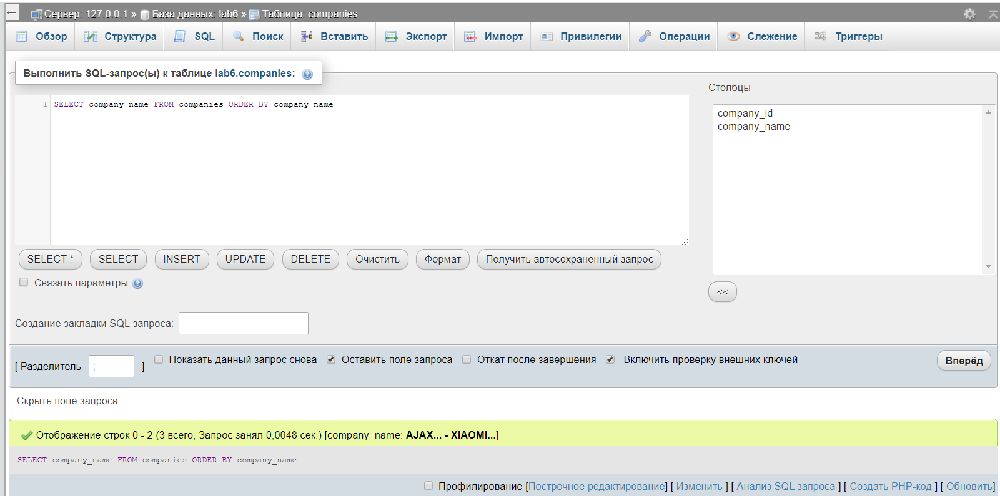 ← Сервер: 127.0.0.1 » База данных: lab6 » Таблица: companies
Обзор Структура SQL Поиск Вставить Экспорт Импорт Привилегии Операции Слежение Триггеры
Выполнить SQL-запрос(ы) к таблице lab6.companies:
Столбцы
1 SELECT company_name FROM companies ORDER BY company_name
company_id
company_name
SELECT * SELECT INSERT UPDATE DELETE Очистить Формат Получить автосохранённый запрос
Связать параметры
<<
Создание закладки SQL запроса:
[ Разделитель ; ] Показать данный запрос снова Оставить поле запроса Откат после завершения Включить проверку внешних ключей Вперёд
Скрыть поле запроса
Отображение строк 0 - 2 (3 всего, Запрос занял 0,0048 сек.) [company_name: AJAX... - XIAOMI...]
SELECT company_name FROM companies ORDER BY company_name
Профилирование [Построчное редактирование] [ Изменить ] [ Анализ SQL запроса ] [ Создать PHP-код ] [ Обновить]